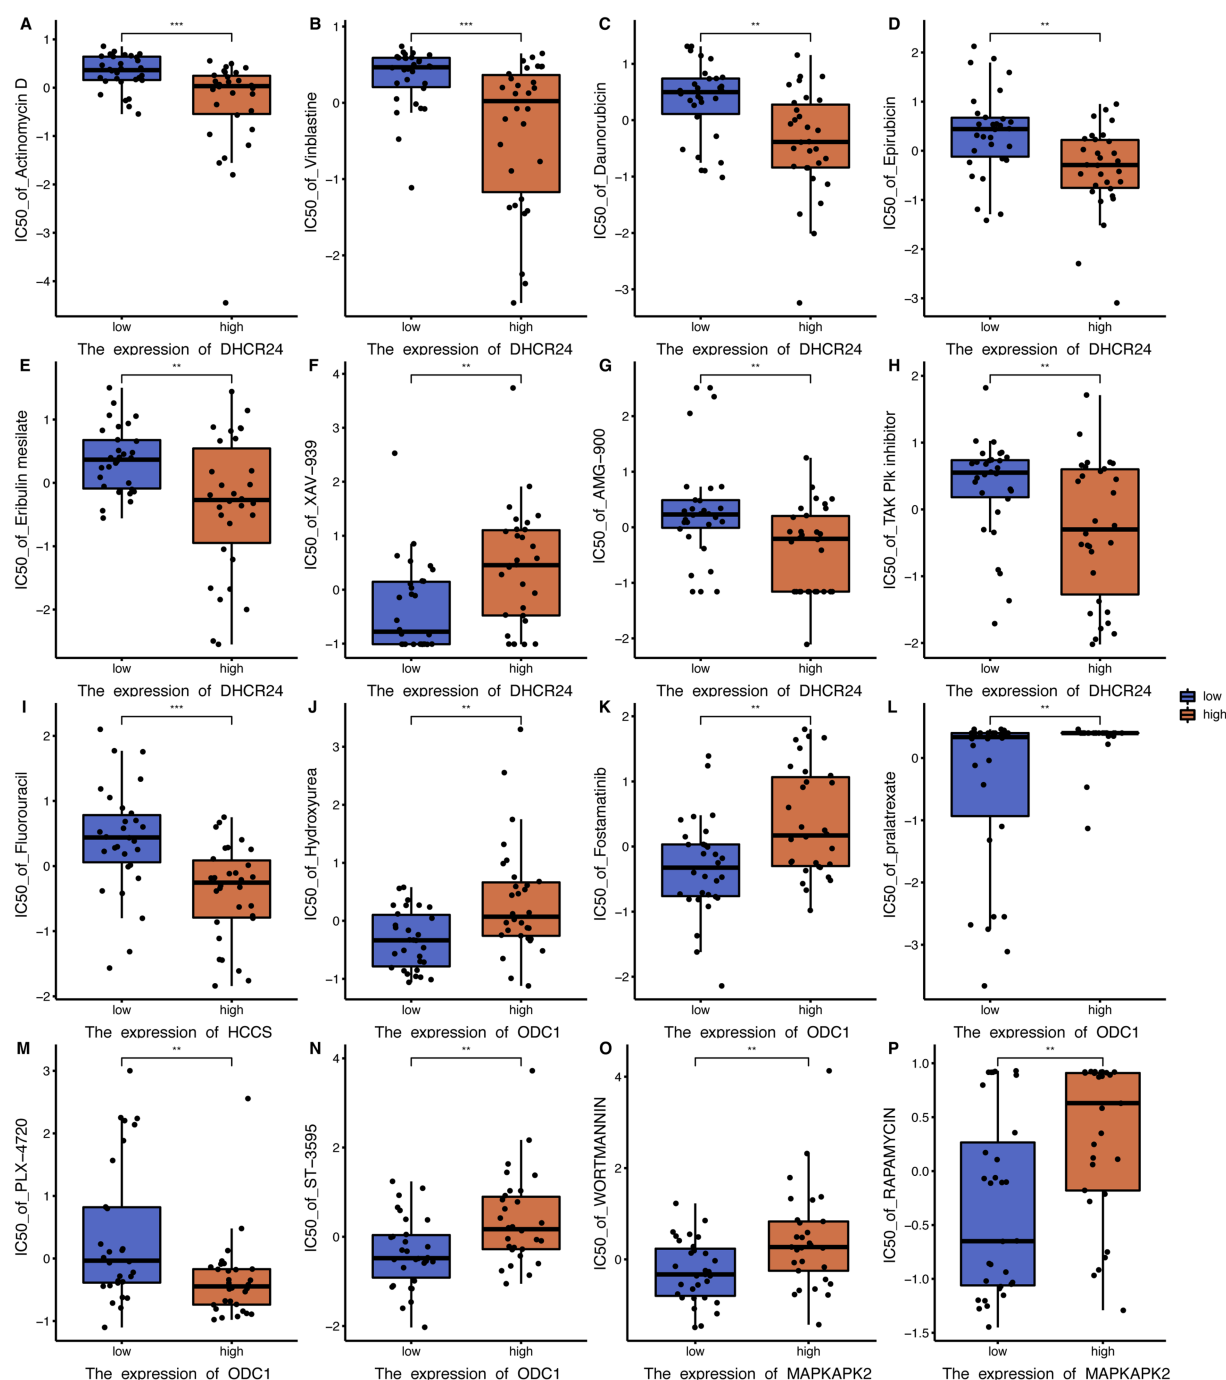 A
***
IC50_of_Actinomycin D
1
0
−1
−2
−3
−4
low high
The expression of DHCR24
B
***
IC50_of_Vinblastine
1
0
−1
−2
low high
The expression of DHCR24
C
**
IC50_of_Daunorubicin
1
0
−1
−2
−3
low high
The expression of DHCR24
D
**
IC50_of_Epirubicin
2
1
0
−1
−2
−3
low high
The expression of DHCR24
E
**
IC50_of_Eribulin mesilate
1
0
−1
−2
low high
The expression of DHCR24
F
**
IC50_of_XAV−939
4
3
2
1
0
−1
low high
The expression of DHCR24
G
**
IC50_of_AMG−900
2
1
0
−1
−2
low high
The expression of DHCR24
H
**
IC50_of_TAK Plk inhibitor
2
1
0
−1
−2
low high
The expression of DHCR24
low
high
I
***
IC50_of_Fluorouracil
2
1
0
−1
−2
low high
The expression of HCCS
J
**
IC50_of_Hydroxyurea
3
2
1
0
−1
low high
The expression of ODC1
K
**
IC50_of_Fostamatinib
2
1
0
−1
−2
low high
The expression of ODC1
L
**
IC50_of_pralatrexate
0
−1
−2
−3
low high
The expression of ODC1
M
**
IC50_of_PLX−4720
3
2
1
0
−1
low high
The expression of ODC1
N
**
IC50_of_ST−3595
4
2
0
−2
low high
The expression of ODC1
O
**
IC50_of_WORTMANNIN
4
2
0
low high
The expression of MAPKAPK2
P
**
IC50_of_RAPAMYCIN
1.0
0.5
0.0
−0.5
−1.0
−1.5
low high
The expression of MAPKAPK2